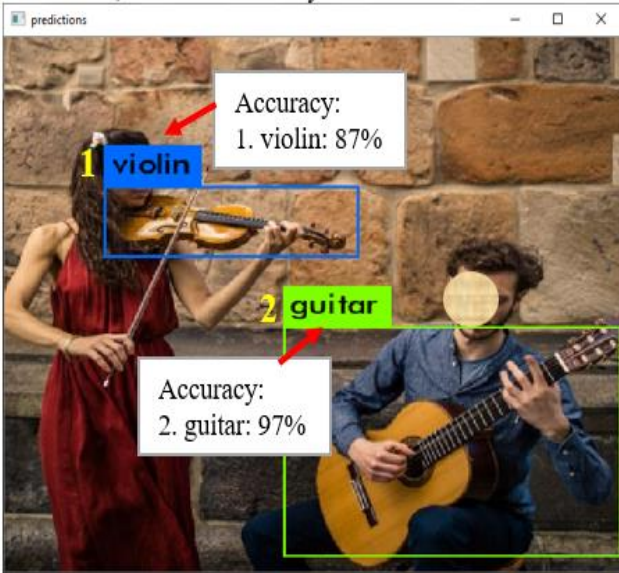 predictions
Accuracy:
1. violin: 87%
1 violin
2 guitar
Accuracy:
2. guitar: 97%